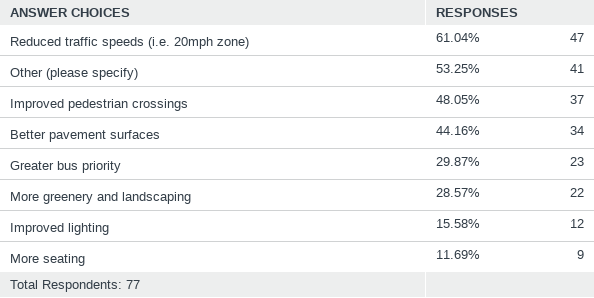 ANSWER CHOICES RESPONSES
Reduced traffic speeds (i.e. 20mph zone) 61.04% 47
Other (please specify) 53.25% 41
Improved pedestrian crossings 48.05% 37
Better pavement surfaces 44.16% 34
Greater bus priority 29.87% 23
More greenery and landscaping 28.57% 22
Improved lighting 15.58% 12
More seating 11.69% 9
Total Respondents: 77